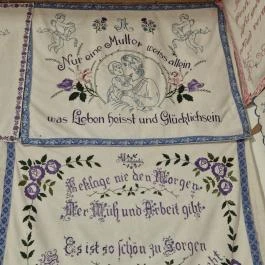 Nur eine Mutter weiss allein,
was Lieben heisst und Glücklichsein.
Beklage nie den Morgen
Der Müh und Arbeit gibt
Es ist so schön zu Sorgen